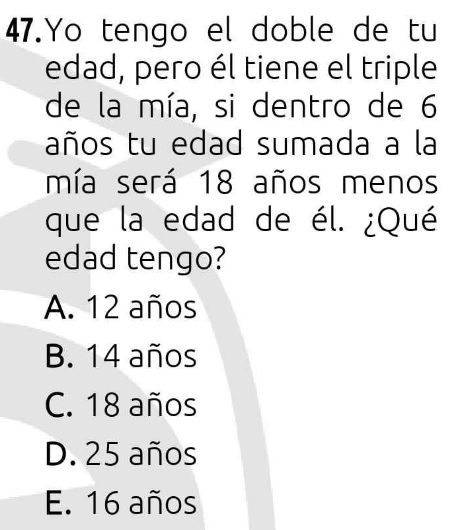 47. Yo tengo el doble de tu
edad, pero él tiene el triple
de la mía, si dentro de 6
años tu edad sumada a la
mía será 18 años menos
que la edad de él. ¿Qué
edad tengo?
A. 12 años
B. 14 años
C. 18 años
D. 25 años
E. 16 años